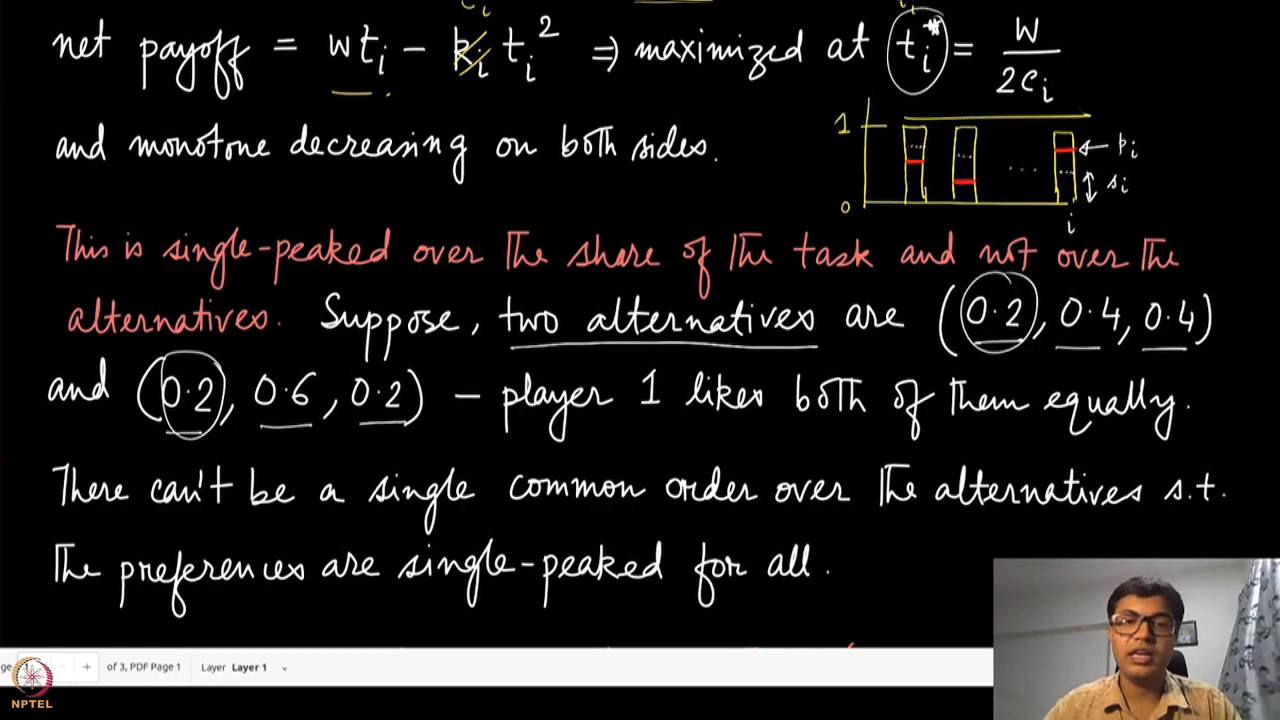 c_i
net payoff = wt_i − k_i t_i^2 ⇒ maximized at t_i^* = w / 2c_i
and monotone decreasing on both sides.
1
0
p_i
s_i
i
This is single-peaked over the share of the task and not over the
alternatives. Suppose, two alternatives are (0.2, 0.4, 0.4)
and (0.2, 0.6, 0.2) – player 1 likes both of them equally.
There can't be a single common order over the alternatives s.t.
The preferences are single-peaked for all.
of 3, PDF Page 1
Layer Layer 1
NPTEL